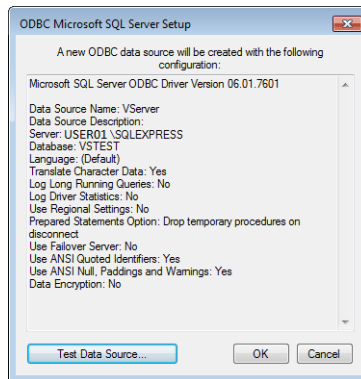 ODBC Microsoft SQL Server Setup
A new ODBC data source will be created with the following
configuration:
Microsoft SQL Server ODBC Driver Version 06.01.7601
Data Source Name: VServer
Data Source Description:
Server: USER01 \SQLEXPRESS
Database: VSTEST
Language: (Default)
Translate Character Data: Yes
Log Long Running Queries: No
Log Driver Statistics: No
Use Regional Settings: No
Prepared Statements Option: Drop temporary procedures on
disconnect
Use Failover Server: No
Use ANSI Quoted Identifiers: Yes
Use ANSI Null, Paddings and Warnings: Yes
Data Encryption: No
Test Data Source...
OK
Cancel